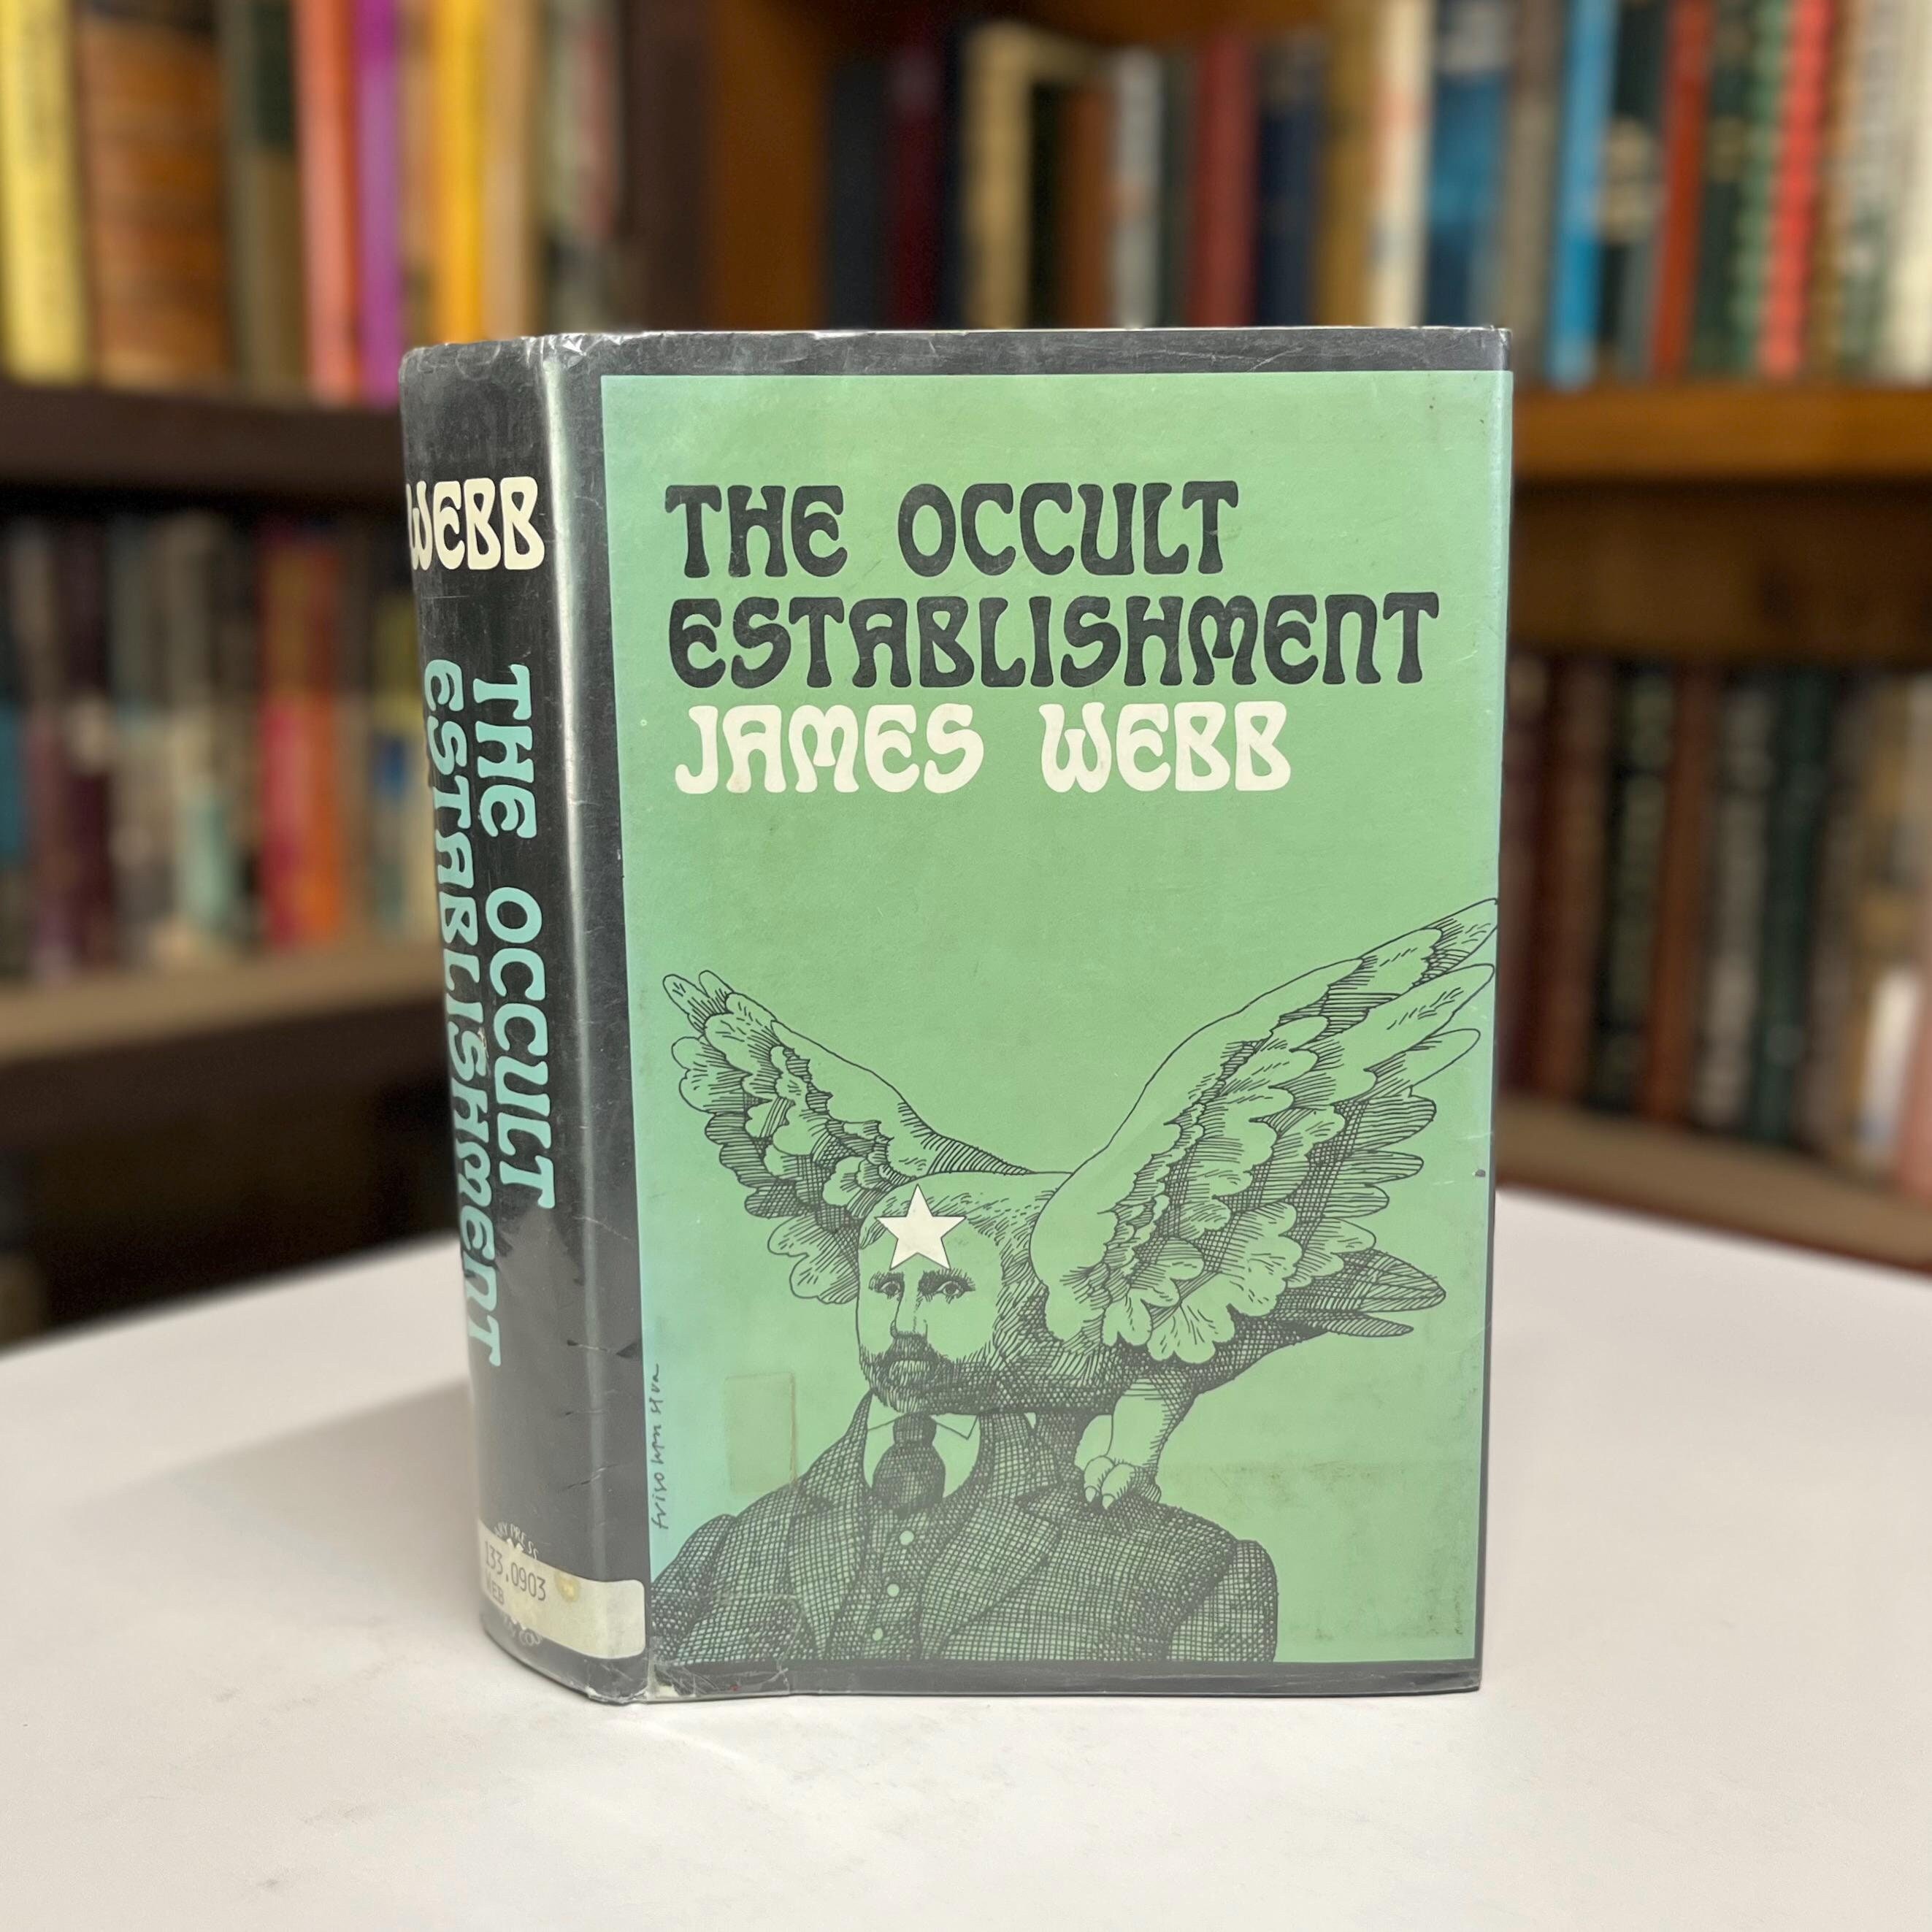 WEBB
THE OCCULT
ESTABLISHMENT
133.0903
WEB
THE OCCULT
ESTABLISHMENT
JAMES WEBB